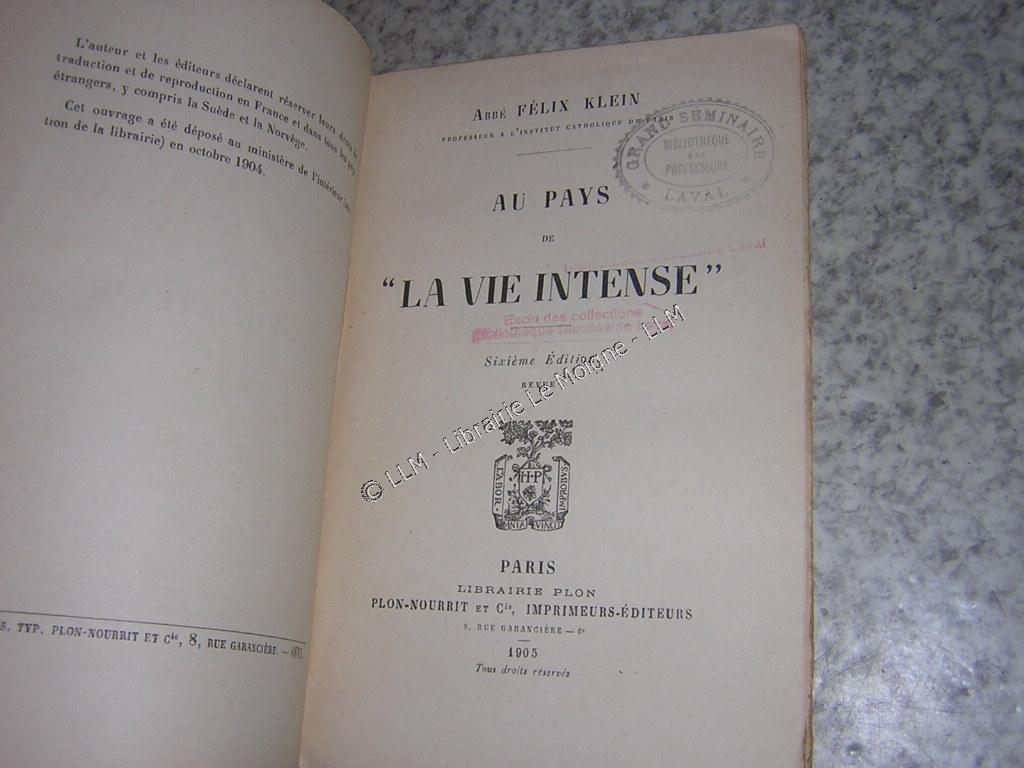 L'auteur et les éditeurs déclarent réserver leurs droits de
traduction et de reproduction en France et dans tous les pays
étrangers, y compris la Suède et la Norvège.
Cet ouvrage a été déposé au ministère de l'intérieur
tion de la librairie) en octobre 1904.
S. TYP. PLON-NOURRIT ET Cie, 8, RUE GARANCIÈRE. —
ABBÉ FÉLIX KLEIN
PROFESSEUR A L'INSTITUT CATHOLIQUE DE PARIS
GRAND SEMINAIRE
BIBLIOTHEQUE
DES
PROFESSEURS
LAVAL
AU PAYS
DE
"LA VIE INTENSE"
Laval
Exclu des collections
Bibliothèque Diocésaine
Sixième Édition
REVUE
© LLM - Librairie Le Moigne - LLM
H·P
LABOR
OMNIA VINCIT
IMPROBVS
PARIS
LIBRAIRIE PLON
PLON-NOURRIT ET Cie, IMPRIMEURS-ÉDITEURS
8, RUE GARANCIÈRE — 6e
1905
Tous droits réservés